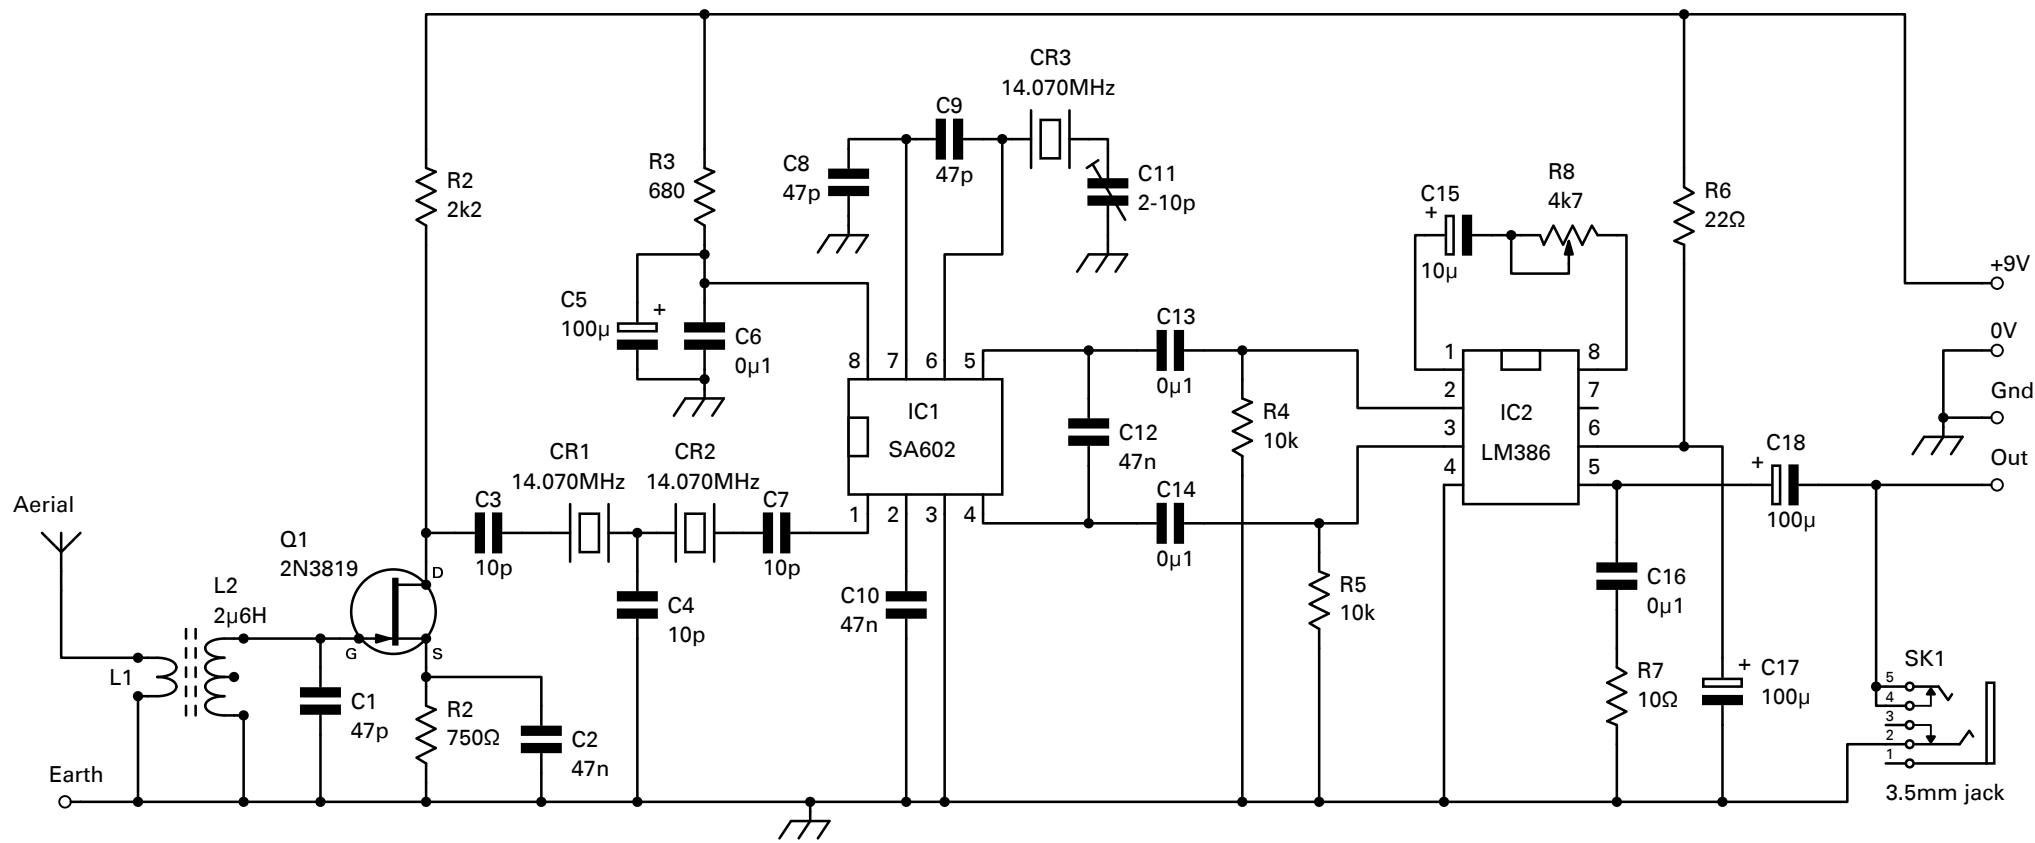 CR3
14.070MHz
C9
47p
C8
47p
C11
2-10p
R3
680
R2
2k2
C15
+
10µ
R8
4k7
R6
22Ω
+9V
0V
Gnd
Out
C5
100µ
+
C6
0µ1
8
7
6
5
IC1
SA602
1
2
3
4
C13
0µ1
C12
47n
C14
0µ1
R4
10k
R5
10k
1
2
3
4
IC2
LM386
8
7
6
5
C18
+
100µ
Aerial
Q1
2N3819
D
G
S
CR1
14.070MHz
CR2
14.070MHz
C3
10p
C7
10p
C4
10p
C10
47n
L2
2µ6H
L1
C1
47p
R2
750Ω
C2
47n
C16
0µ1
R7
10Ω
+
C17
100µ
SK1
5
4
3
2
1
3.5mm jack
Earth